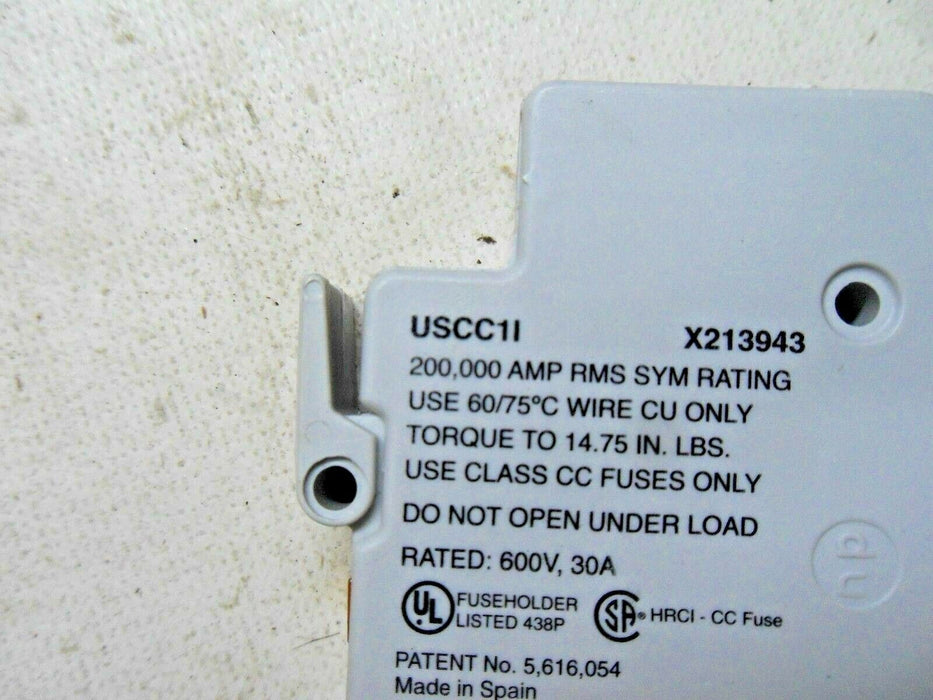 USCC1I X213943
200,000 AMP RMS SYM RATING
USE 60/75ºC WIRE CU ONLY
TORQUE TO 14.75 IN. LBS.
USE CLASS CC FUSES ONLY
DO NOT OPEN UNDER LOAD
RATED: 600V, 30A
UL FUSEHOLDER
LISTED 438P
SA ® HRCI - CC Fuse
PATENT No. 5,616,054
Made in Spain